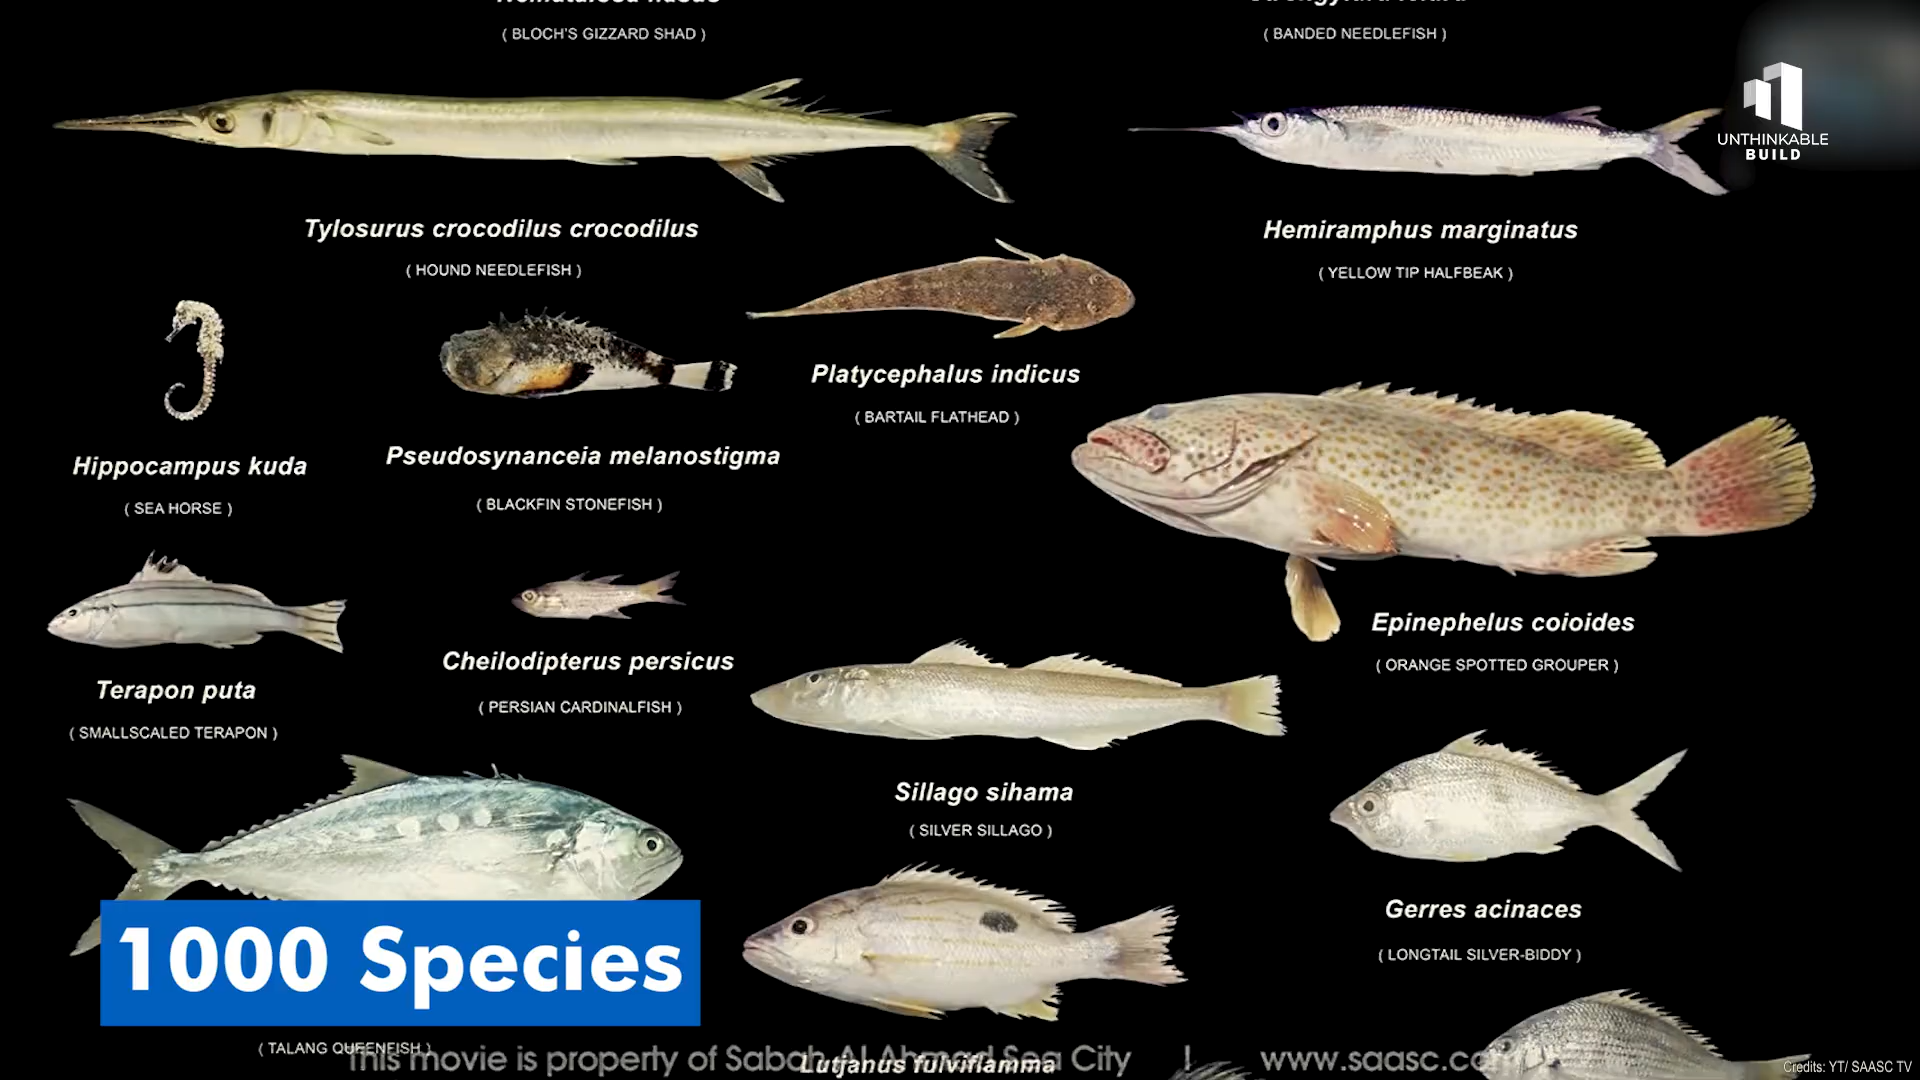 ( BLOCH'S GIZZARD SHAD )
( BANDED NEEDLEFISH )
UNTHINKABLE
BUILD
Tylosurus crocodilus crocodilus
( HOUND NEEDLEFISH )
Hemiramphus marginatus
( YELLOW TIP HALFBEAK )
Platycephalus indicus
( BARTAIL FLATHEAD )
Hippocampus kuda
( SEA HORSE )
Pseudosynanceia melanostigma
( BLACKFIN STONEFISH )
Epinephelus coioides
( ORANGE SPOTTED GROUPER )
Terapon puta
( SMALLSCALED TERAPON )
Cheilodipterus persicus
( PERSIAN CARDINALFISH )
Sillago sihama
( SILVER SILLAGO )
Gerres acinaces
( LONGTAIL SILVER-BIDDY )
1000 Species
( TALANG QUEENFISH )
This movie is property of Sabah Al Ahmad Sea City | www.saasc.com
Lutjanus fulviflamma
Credits: YT/ SAASC TV